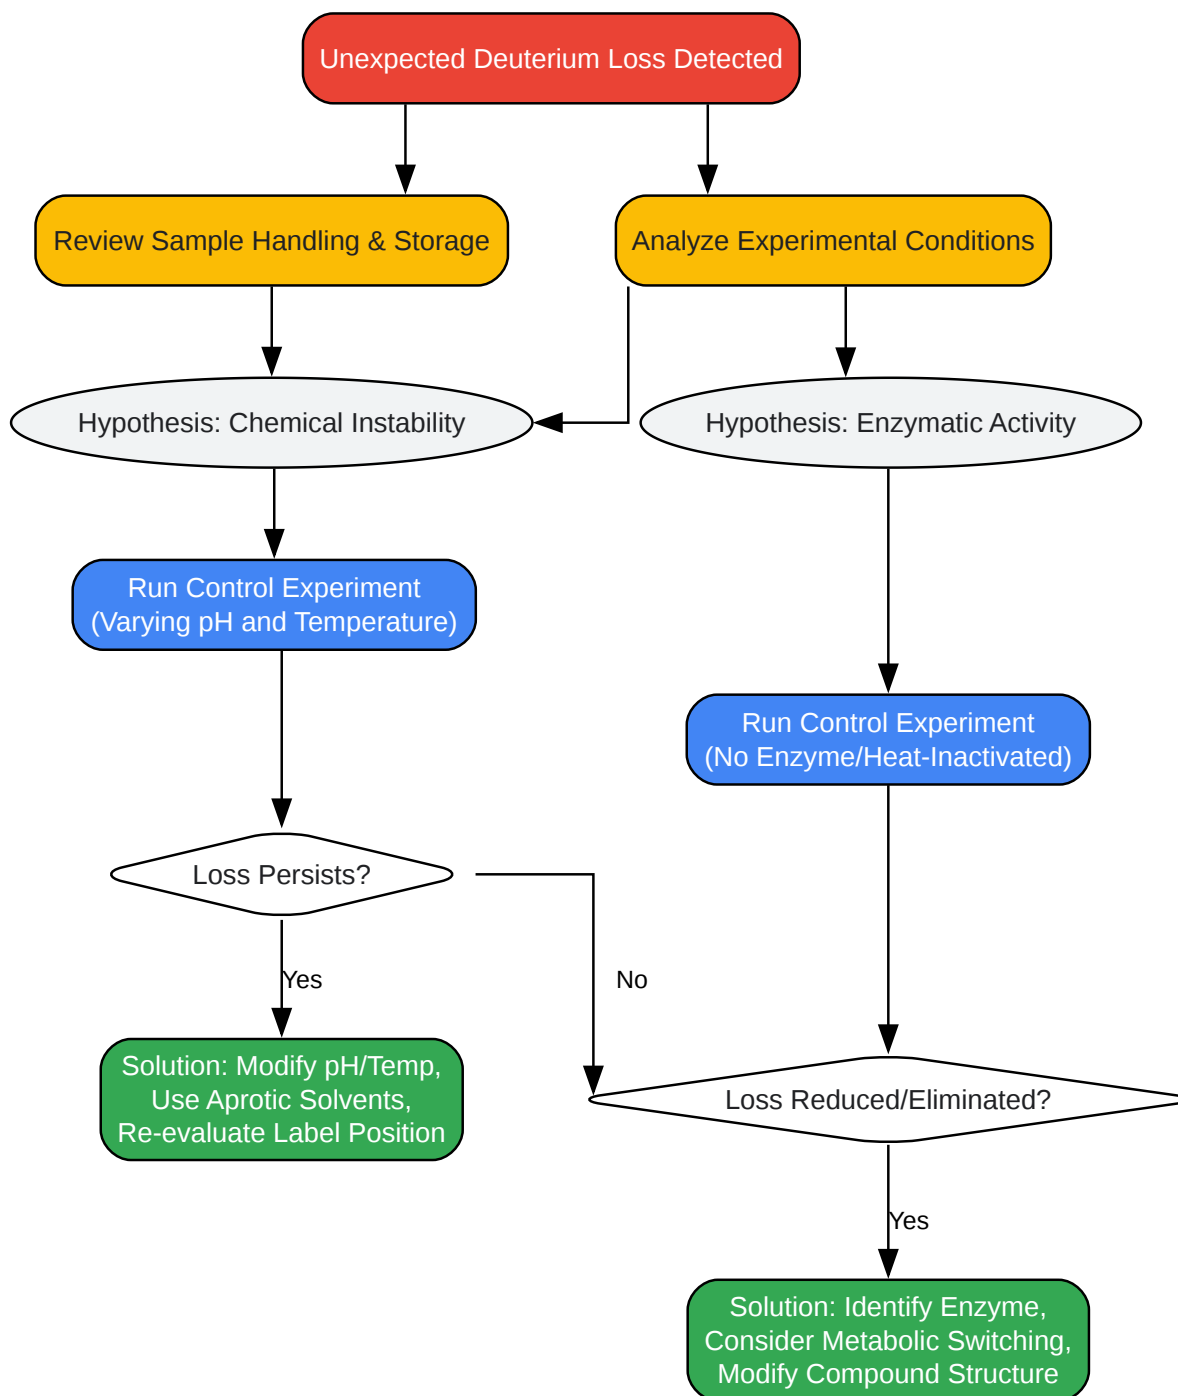 Unexpected Deuterium Loss Detected
Review Sample Handling & Storage
Analyze Experimental Conditions
Hypothesis: Chemical Instability
Hypothesis: Enzymatic Activity
Run Control Experiment
(Varying pH and Temperature)
Run Control Experiment
(No Enzyme/Heat-Inactivated)
Loss Persists?
Yes
No
Solution: Modify pH/Temp,
Use Aprotic Solvents,
Re-evaluate Label Position
Loss Reduced/Eliminated?
Yes
Solution: Identify Enzyme,
Consider Metabolic Switching,
Modify Compound Structure